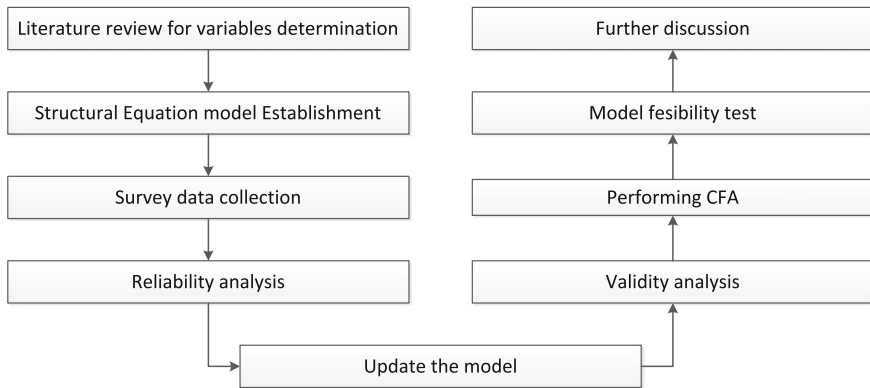 Literature review for variables determination
Structural Equation model Establishment
Survey data collection
Reliability analysis
Update the model
Validity analysis
Performing CFA
Model fesibility test
Further discussion